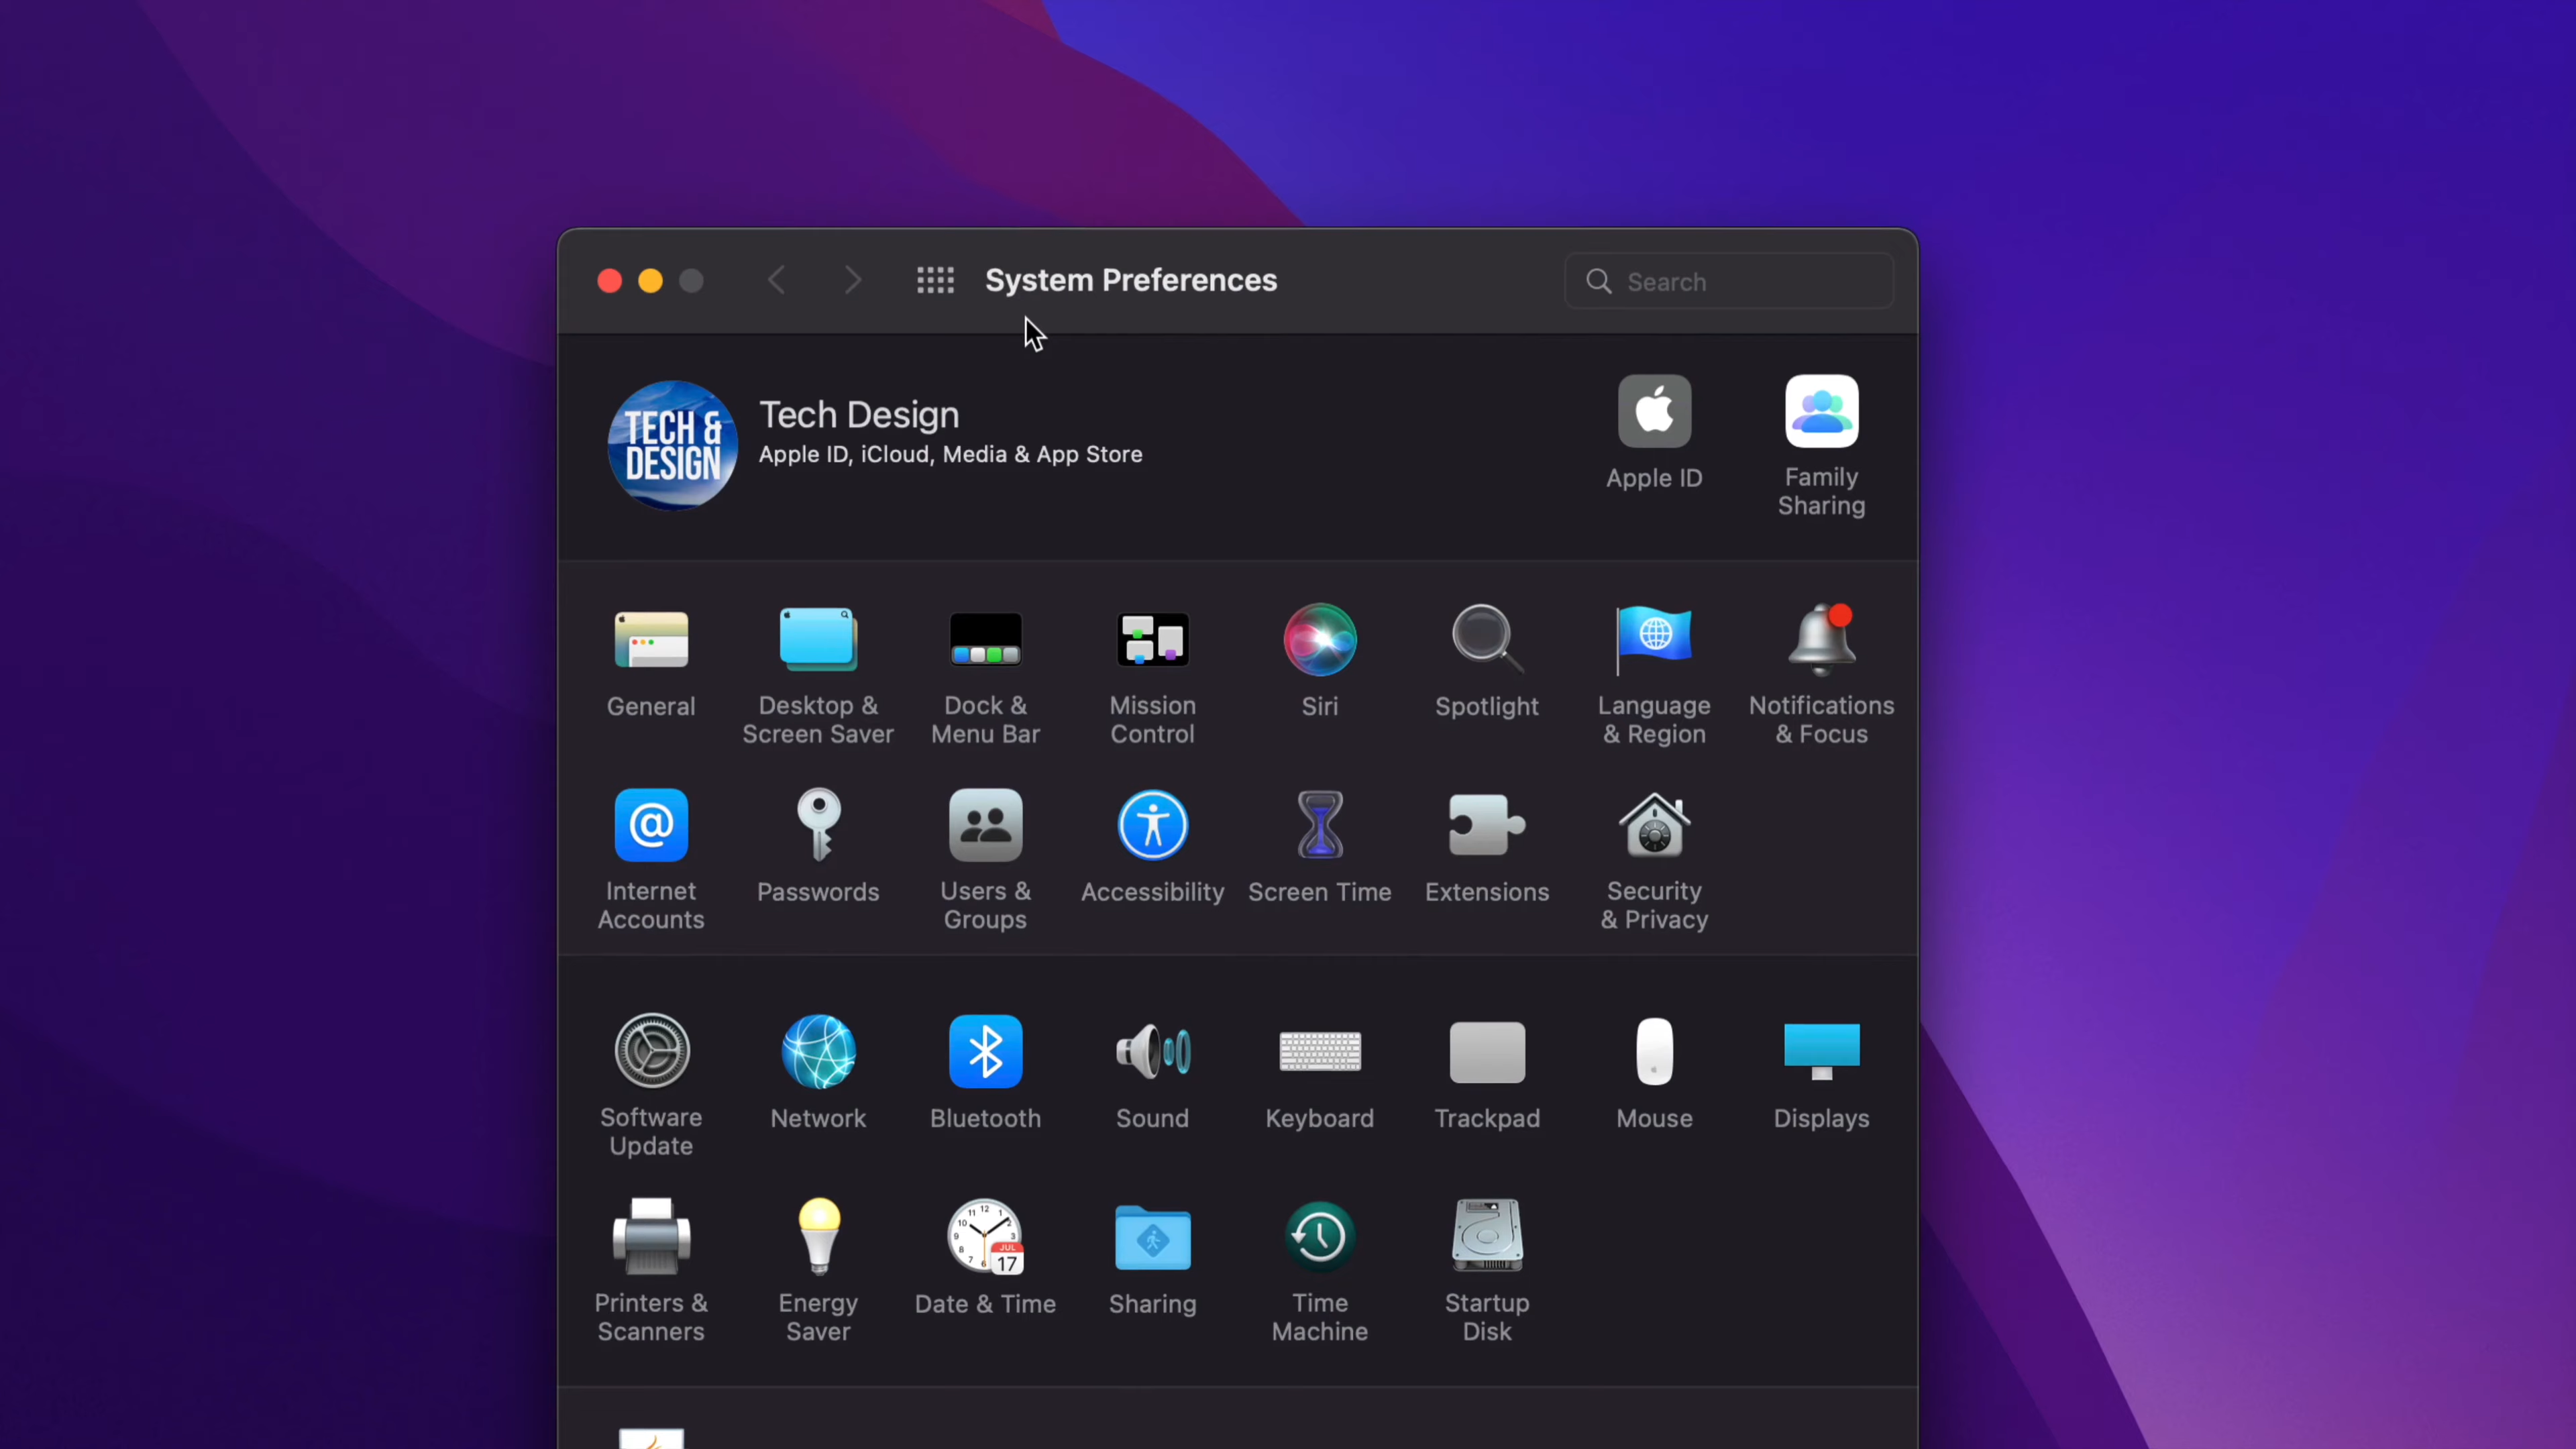 System Preferences
Search
TECH &
DESIGN
Tech Design
Apple ID, iCloud, Media & App Store
Apple ID
Family
Sharing
General
Desktop &
Screen Saver
Dock &
Menu Bar
Mission
Control
Siri
Spotlight
Language
& Region
Notifications
& Focus
Internet
Accounts
Passwords
Users &
Groups
Accessibility
Screen Time
Extensions
Security
& Privacy
Software
Update
Network
Bluetooth
Sound
Keyboard
Trackpad
Mouse
Displays
Printers &
Scanners
Energy
Saver
JUL
17
Date & Time
Sharing
Time
Machine
Startup
Disk